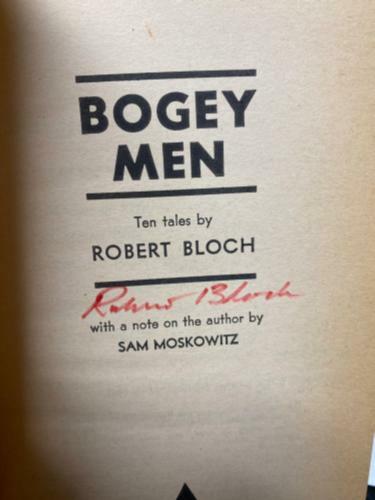 BOGEY
MEN
Ten tales by
ROBERT BLOCH
Robert Bloch
with a note on the author by
SAM MOSKOWITZ